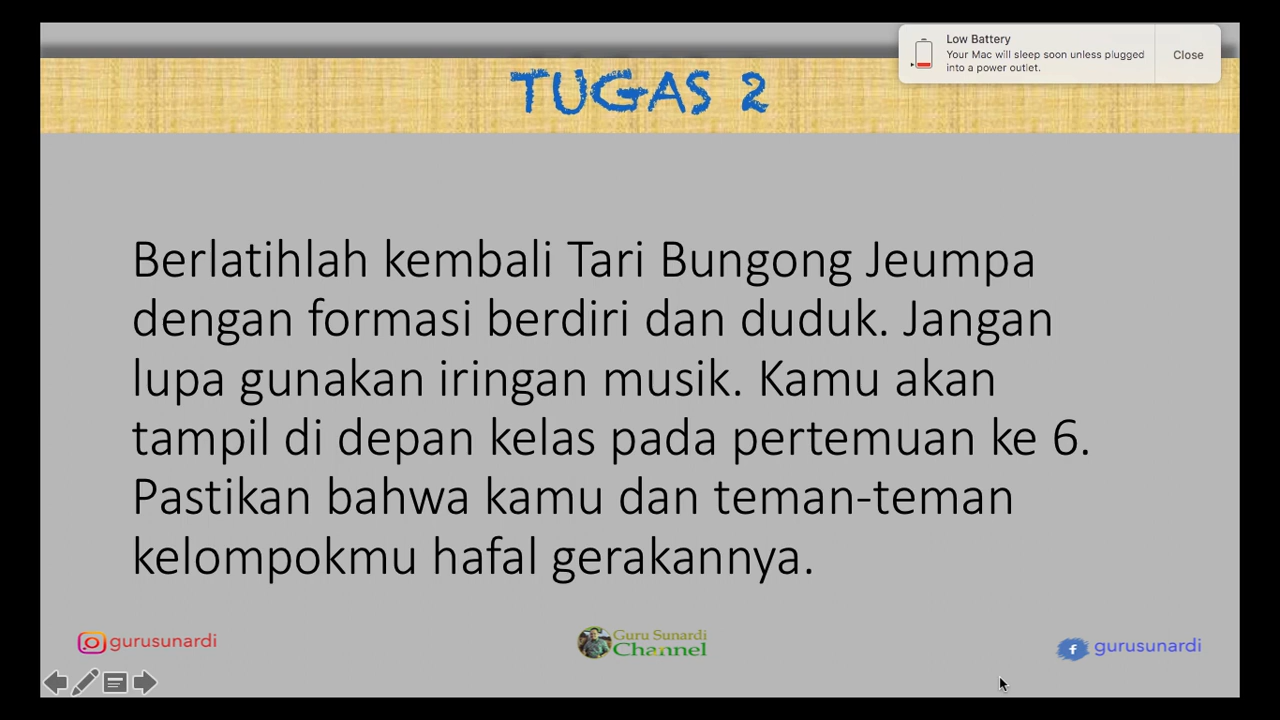 Low Battery
Your Mac will sleep soon unless plugged
into a power outlet.
Close
TUGAS 2
Berlatihlah kembali Tari Bungong Jeumpa
dengan formasi berdiri dan duduk. Jangan
lupa gunakan iringan musik. Kamu akan
tampil di depan kelas pada pertemuan ke 6.
Pastikan bahwa kamu dan teman-teman
kelompokmu hafal gerakannya.
gurusunardi
Guru Sunardi
Channel
f gurusunardi